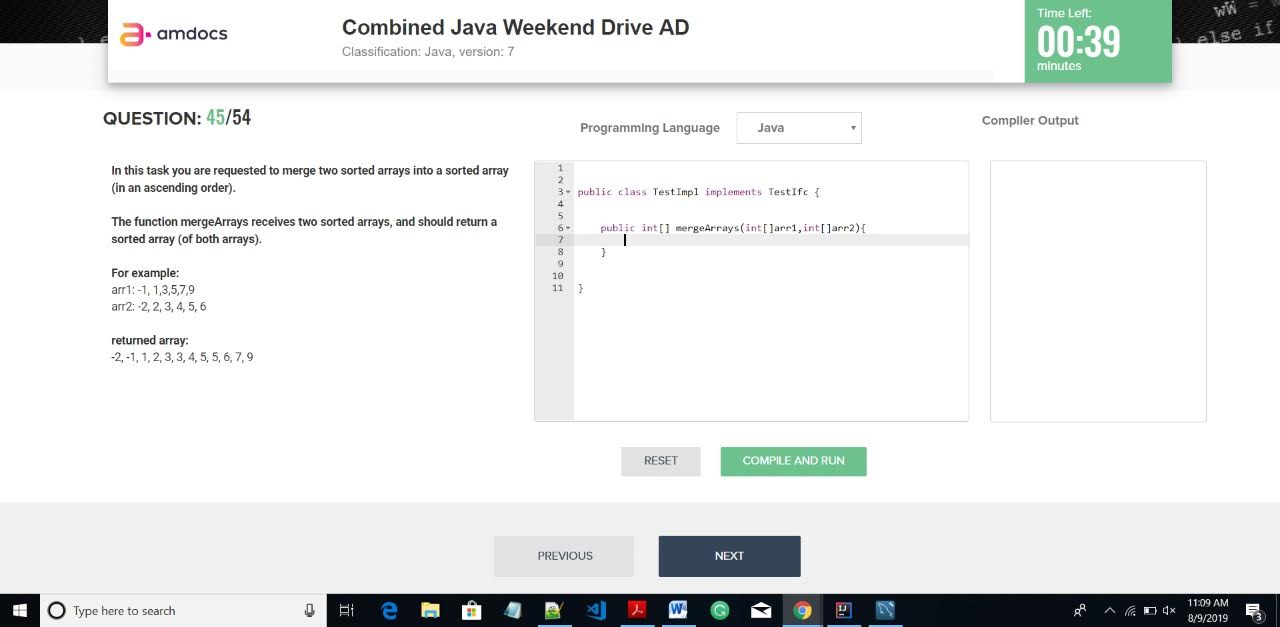 amdocs
Combined Java Weekend Drive AD
Classification: Java, version: 7
Time Left:
00:39
minutes
wW =
else if
QUESTION: 45/54
Programming Language
Java
Compiler Output
In this task you are requested to merge two sorted arrays into a sorted array
(in an ascending order).
The function mergeArrays receives two sorted arrays, and should return a
sorted array (of both arrays).
For example:
arr1: -1, 1,3,5,7,9
arr2: -2, 2, 3, 4, 5, 6
returned array:
-2, -1, 1, 2, 3, 3, 4, 5, 5, 6, 7, 9
1
2
3 public class TestImpl implements TestIfc {
4
5
6 public int[] mergeArrays(int[]arr1,int[]arr2){
7
8 }
9
10
11 }
RESET
COMPILE AND RUN
PREVIOUS
NEXT
Type here to search
11:09 AM
8/9/2019
3